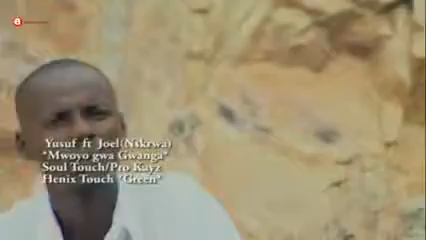 Yusuf ft Joel(Nskrwa)
"Mwoyo gwa Gwanga"
Soul Touch/Pro Kayz
Henix Touch "Green"